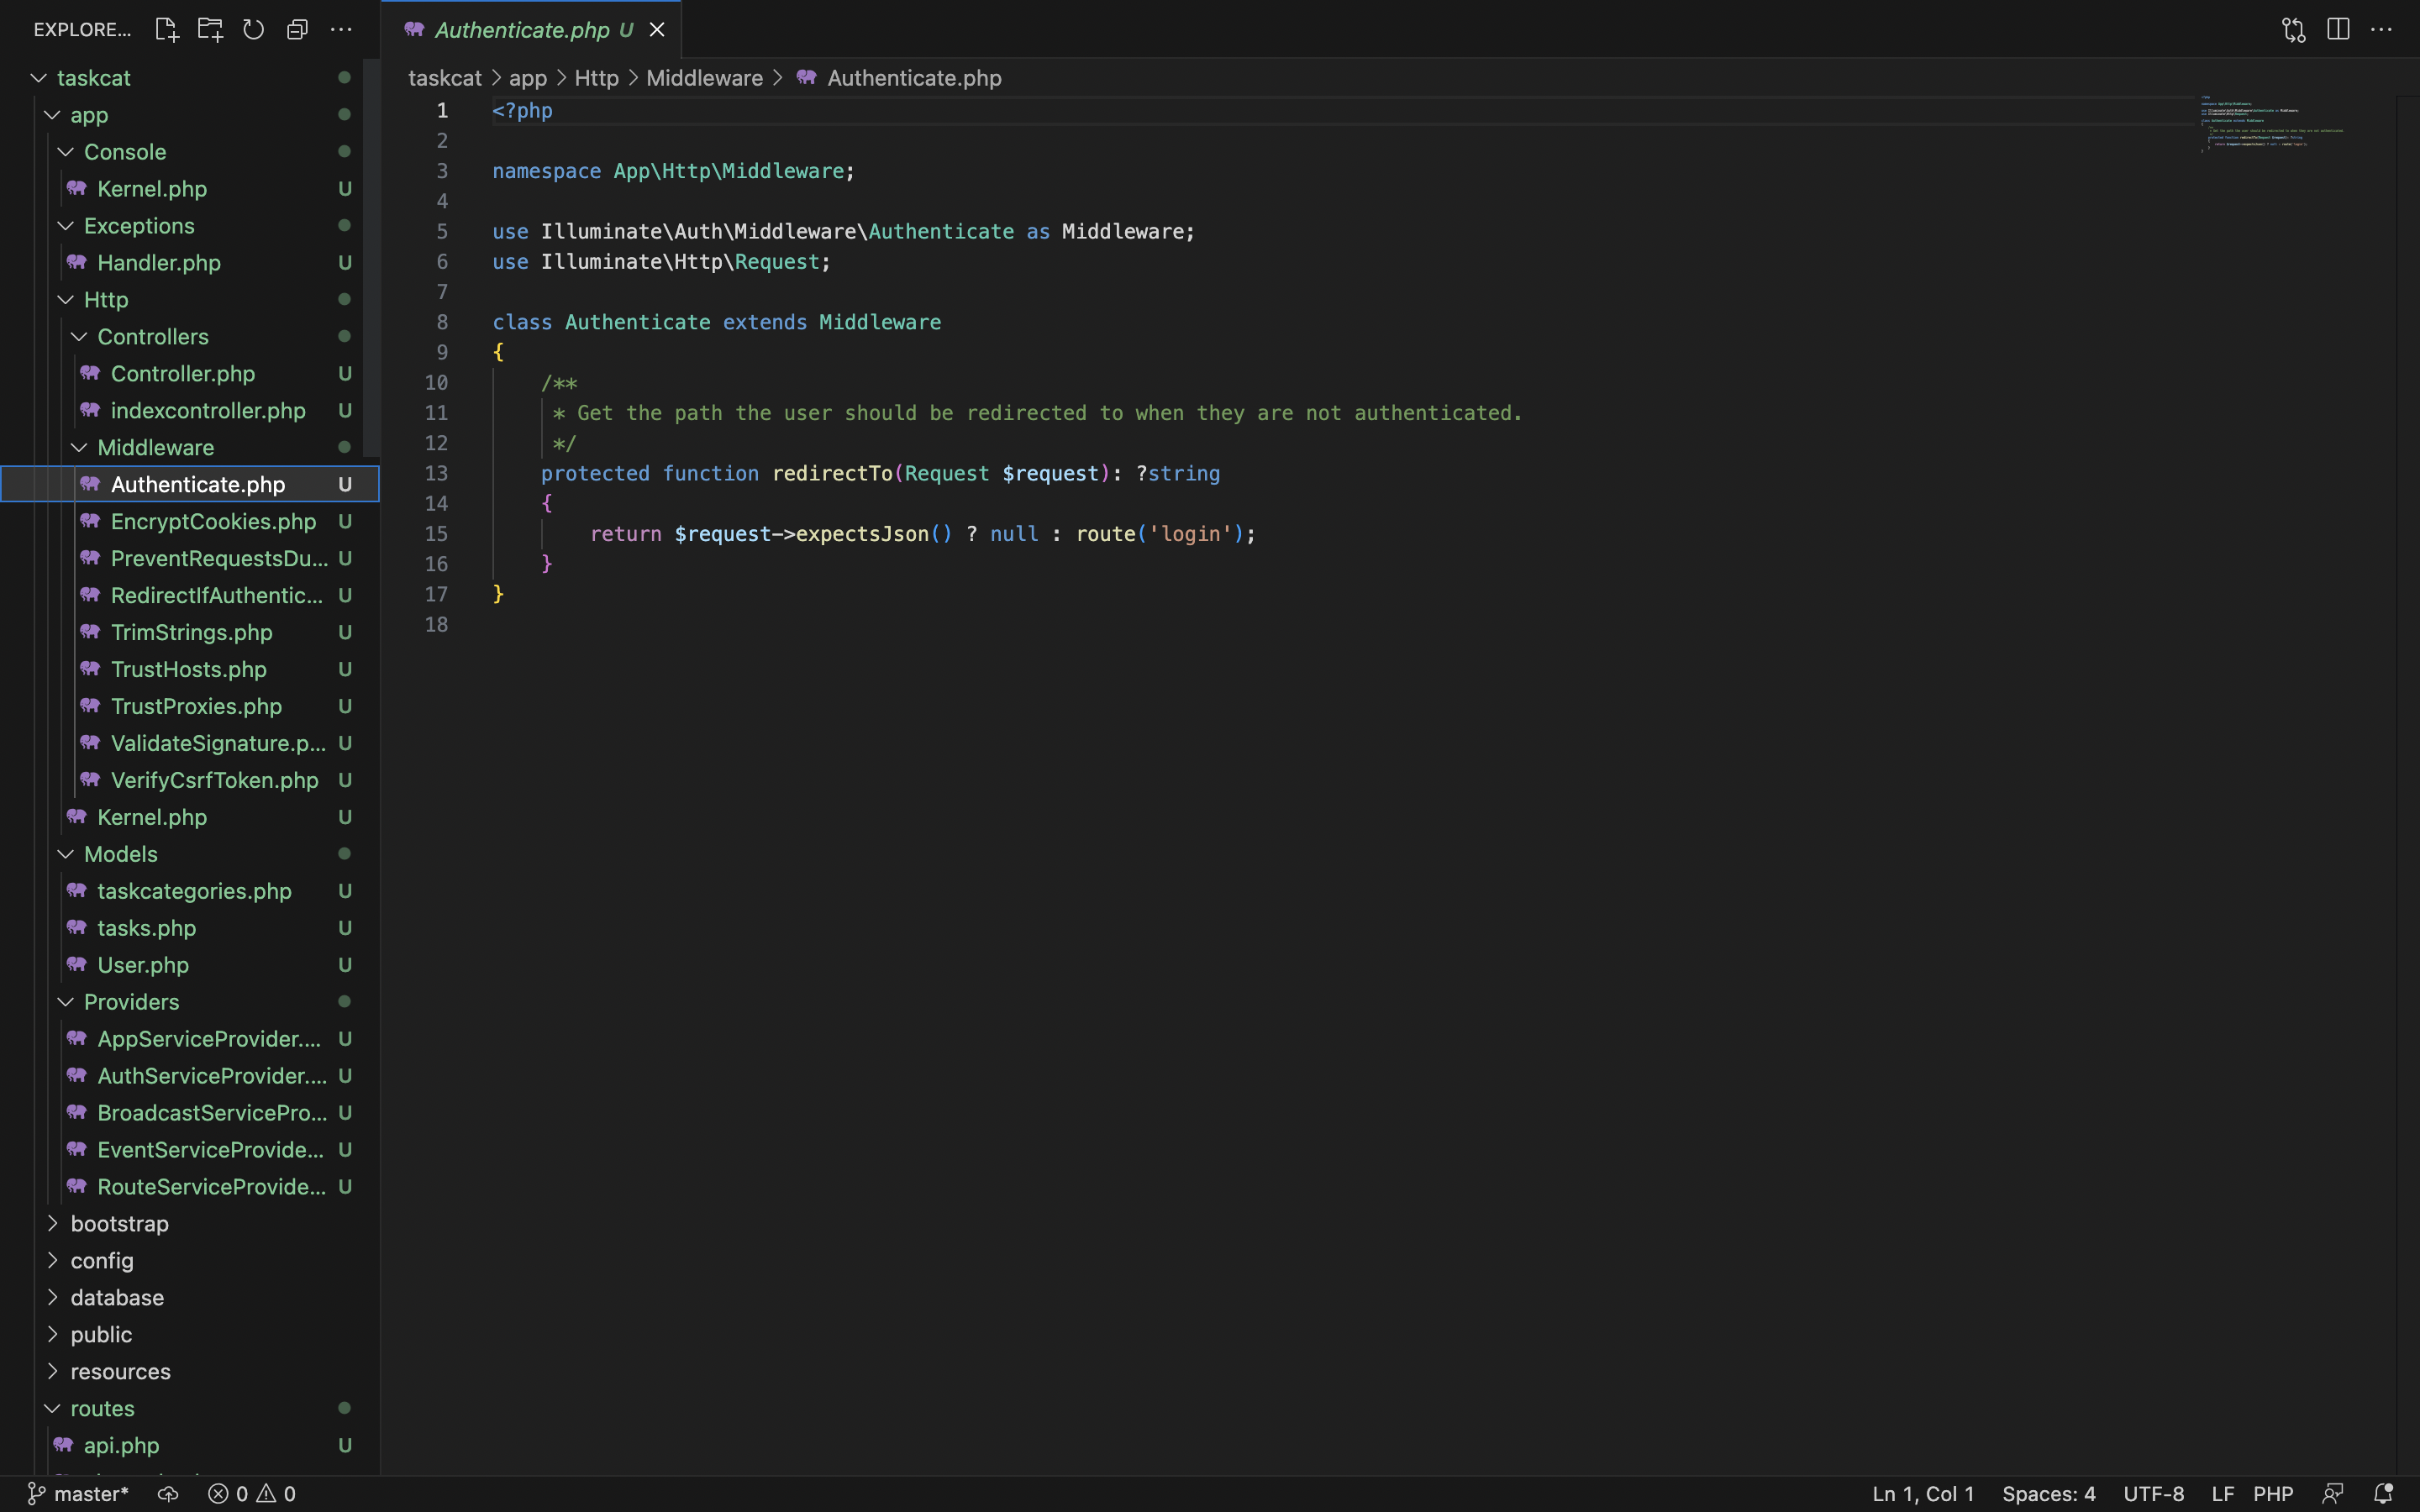 EXPLORE...
taskcat
app
Console
Kernel.php U
Exceptions
Handler.php U
Http
Controllers
Controller.php U
indexcontroller.php U
Middleware
Authenticate.php U
EncryptCookies.php U
PreventRequestsDu... U
RedirectIfAuthentic... U
TrimStrings.php U
TrustHosts.php U
TrustProxies.php U
ValidateSignature.p... U
VerifyCsrfToken.php U
Kernel.php U
Models
taskcategories.php U
tasks.php U
User.php U
Providers
AppServiceProvider.... U
AuthServiceProvider.... U
BroadcastServicePro... U
EventServiceProvide... U
RouteServiceProvide... U
bootstrap
config
database
public
resources
routes
api.php U
Authenticate.php U
taskcat > app > Http > Middleware > Authenticate.php
1 <?php
2
3 namespace App\Http\Middleware;
4
5 use Illuminate\Auth\Middleware\Authenticate as Middleware;
6 use Illuminate\Http\Request;
7
8 class Authenticate extends Middleware
9 {
10 /**
11 * Get the path the user should be redirected to when they are not authenticated.
12 */
13 protected function redirectTo(Request $request): ?string
14 {
15 return $request->expectsJson() ? null : route('login');
16 }
17 }
18
master* 0 0 Ln 1, Col 1 Spaces: 4 UTF-8 LF PHP